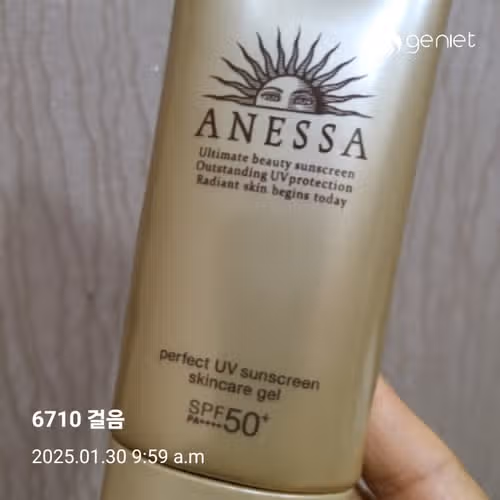 geniet
ANESSA
Ultimate beauty sunscreen
Outstanding UV protection
Radiant skin begins today
perfect UV sunscreen
skincare gel
SPF50+
PA++++
6710 걸음
2025.01.30 9:59 a.m